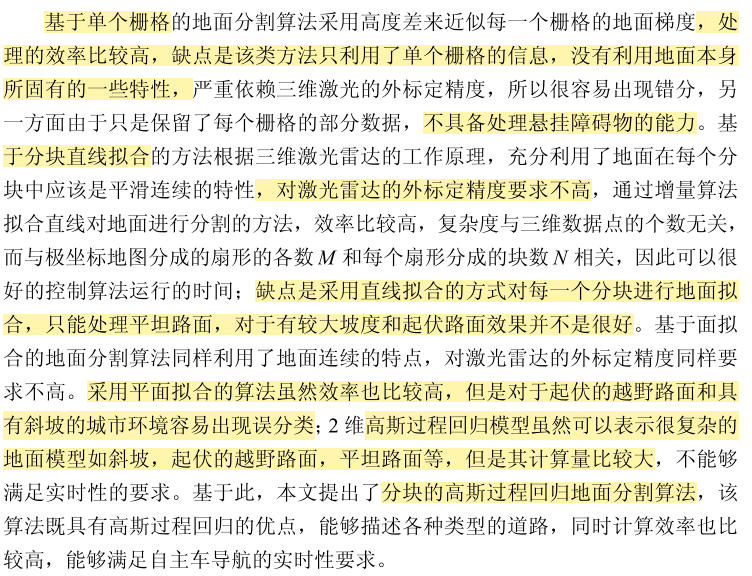 基于单个栅格的地面分割算法采用高度差来近似每一个栅格的地面梯度，处
理的效率比较高，缺点是该类方法只利用了单个栅格的信息，没有利用地面本身
所固有的一些特性，严重依赖三维激光的外标定精度，所以很容易出现错分，另
一方面由于只是保留了每个栅格的部分数据，不具备处理悬挂障碍物的能力。基
于分块直线拟合的方法根据三维激光雷达的工作原理，充分利用了地面在每个分
块中应该是平滑连续的特性，对激光雷达的外标定精度要求不高，通过增量算法
拟合直线对地面进行分割的方法，效率比较高，复杂度与三维数据点的个数无关，
而与极坐标地图分成的扇形的各数 M 和每个扇形分成的块数 N 相关，因此可以很
好的控制算法运行的时间；缺点是采用直线拟合的方式对每一个分块进行地面拟
合，只能处理平坦路面，对于有较大坡度和起伏路面效果并不是很好。基于面拟
合的地面分割算法同样利用了地面连续的特点，对激光雷达的外标定精度同样要
求不高。采用平面拟合的算法虽然效率也比较高，但是对于起伏的越野路面和具
有斜坡的城市环境容易出现误分类；2 维高斯过程回归模型虽然可以表示很复杂的
地面模型如斜坡，起伏的越野路面，平坦路面等，但是其计算量比较大，不能够
满足实时性的要求。基于此，本文提出了分块的高斯过程回归地面分割算法，该
算法既具有高斯过程回归的优点，能够描述各种类型的道路，同时计算效率也比
较高，能够满足自主车导航的实时性要求。